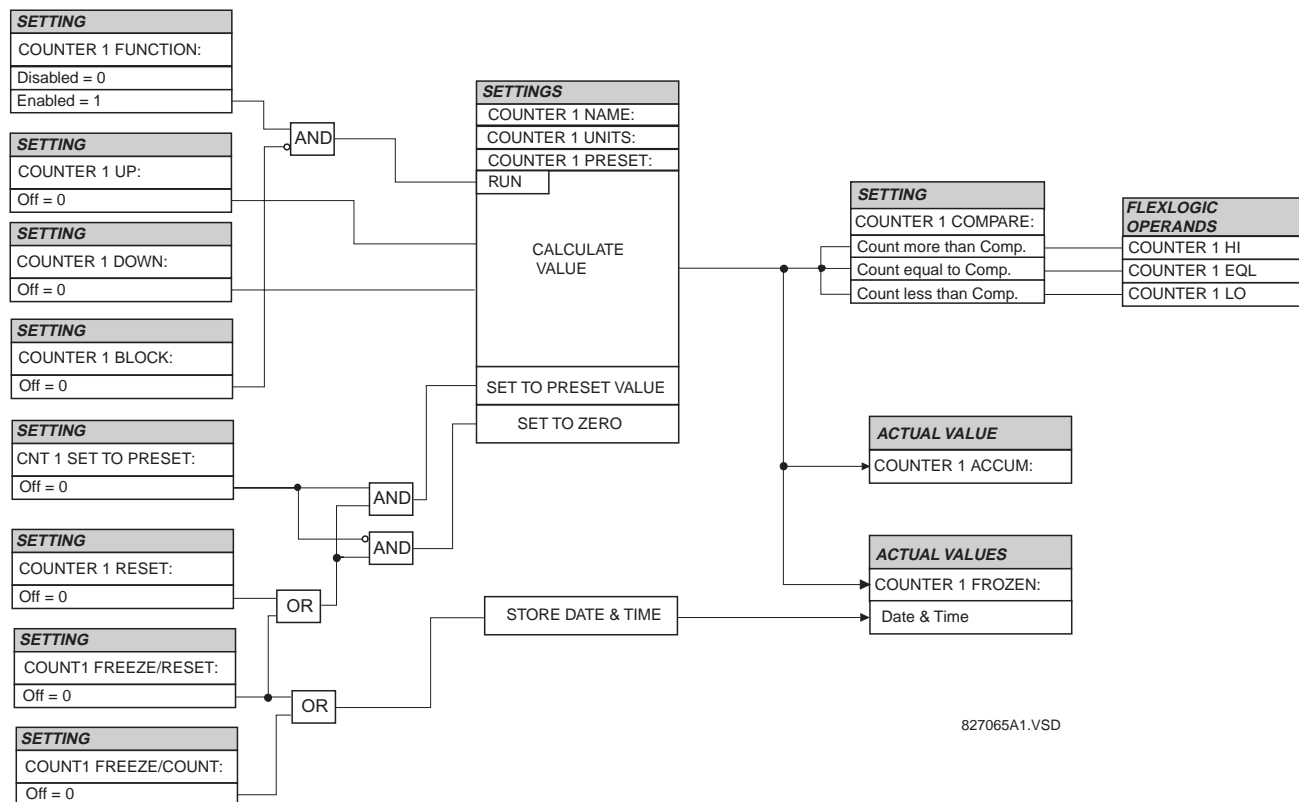 SETTING
COUNTER 1 FUNCTION:
Disabled = 0
Enabled = 1
SETTING
COUNTER 1 UP:
Off = 0
SETTING
COUNTER 1 DOWN:
Off = 0
SETTING
COUNTER 1 BLOCK:
Off = 0
SETTING
CNT 1 SET TO PRESET:
Off = 0
SETTING
COUNTER 1 RESET:
Off = 0
SETTING
COUNT1 FREEZE/RESET:
Off = 0
SETTING
COUNT1 FREEZE/COUNT:
Off = 0
AND
AND
AND
OR
OR
SETTINGS
COUNTER 1 NAME:
COUNTER 1 UNITS:
COUNTER 1 PRESET:
RUN
CALCULATE
VALUE
SET TO PRESET VALUE
SET TO ZERO
STORE DATE & TIME
SETTING
COUNTER 1 COMPARE:
Count more than Comp.
Count equal to Comp.
Count less than Comp.
FLEXLOGIC
OPERANDS
COUNTER 1 HI
COUNTER 1 EQL
COUNTER 1 LO
ACTUAL VALUE
COUNTER 1 ACCUM:
ACTUAL VALUES
COUNTER 1 FROZEN:
Date & Time
827065A1.VSD